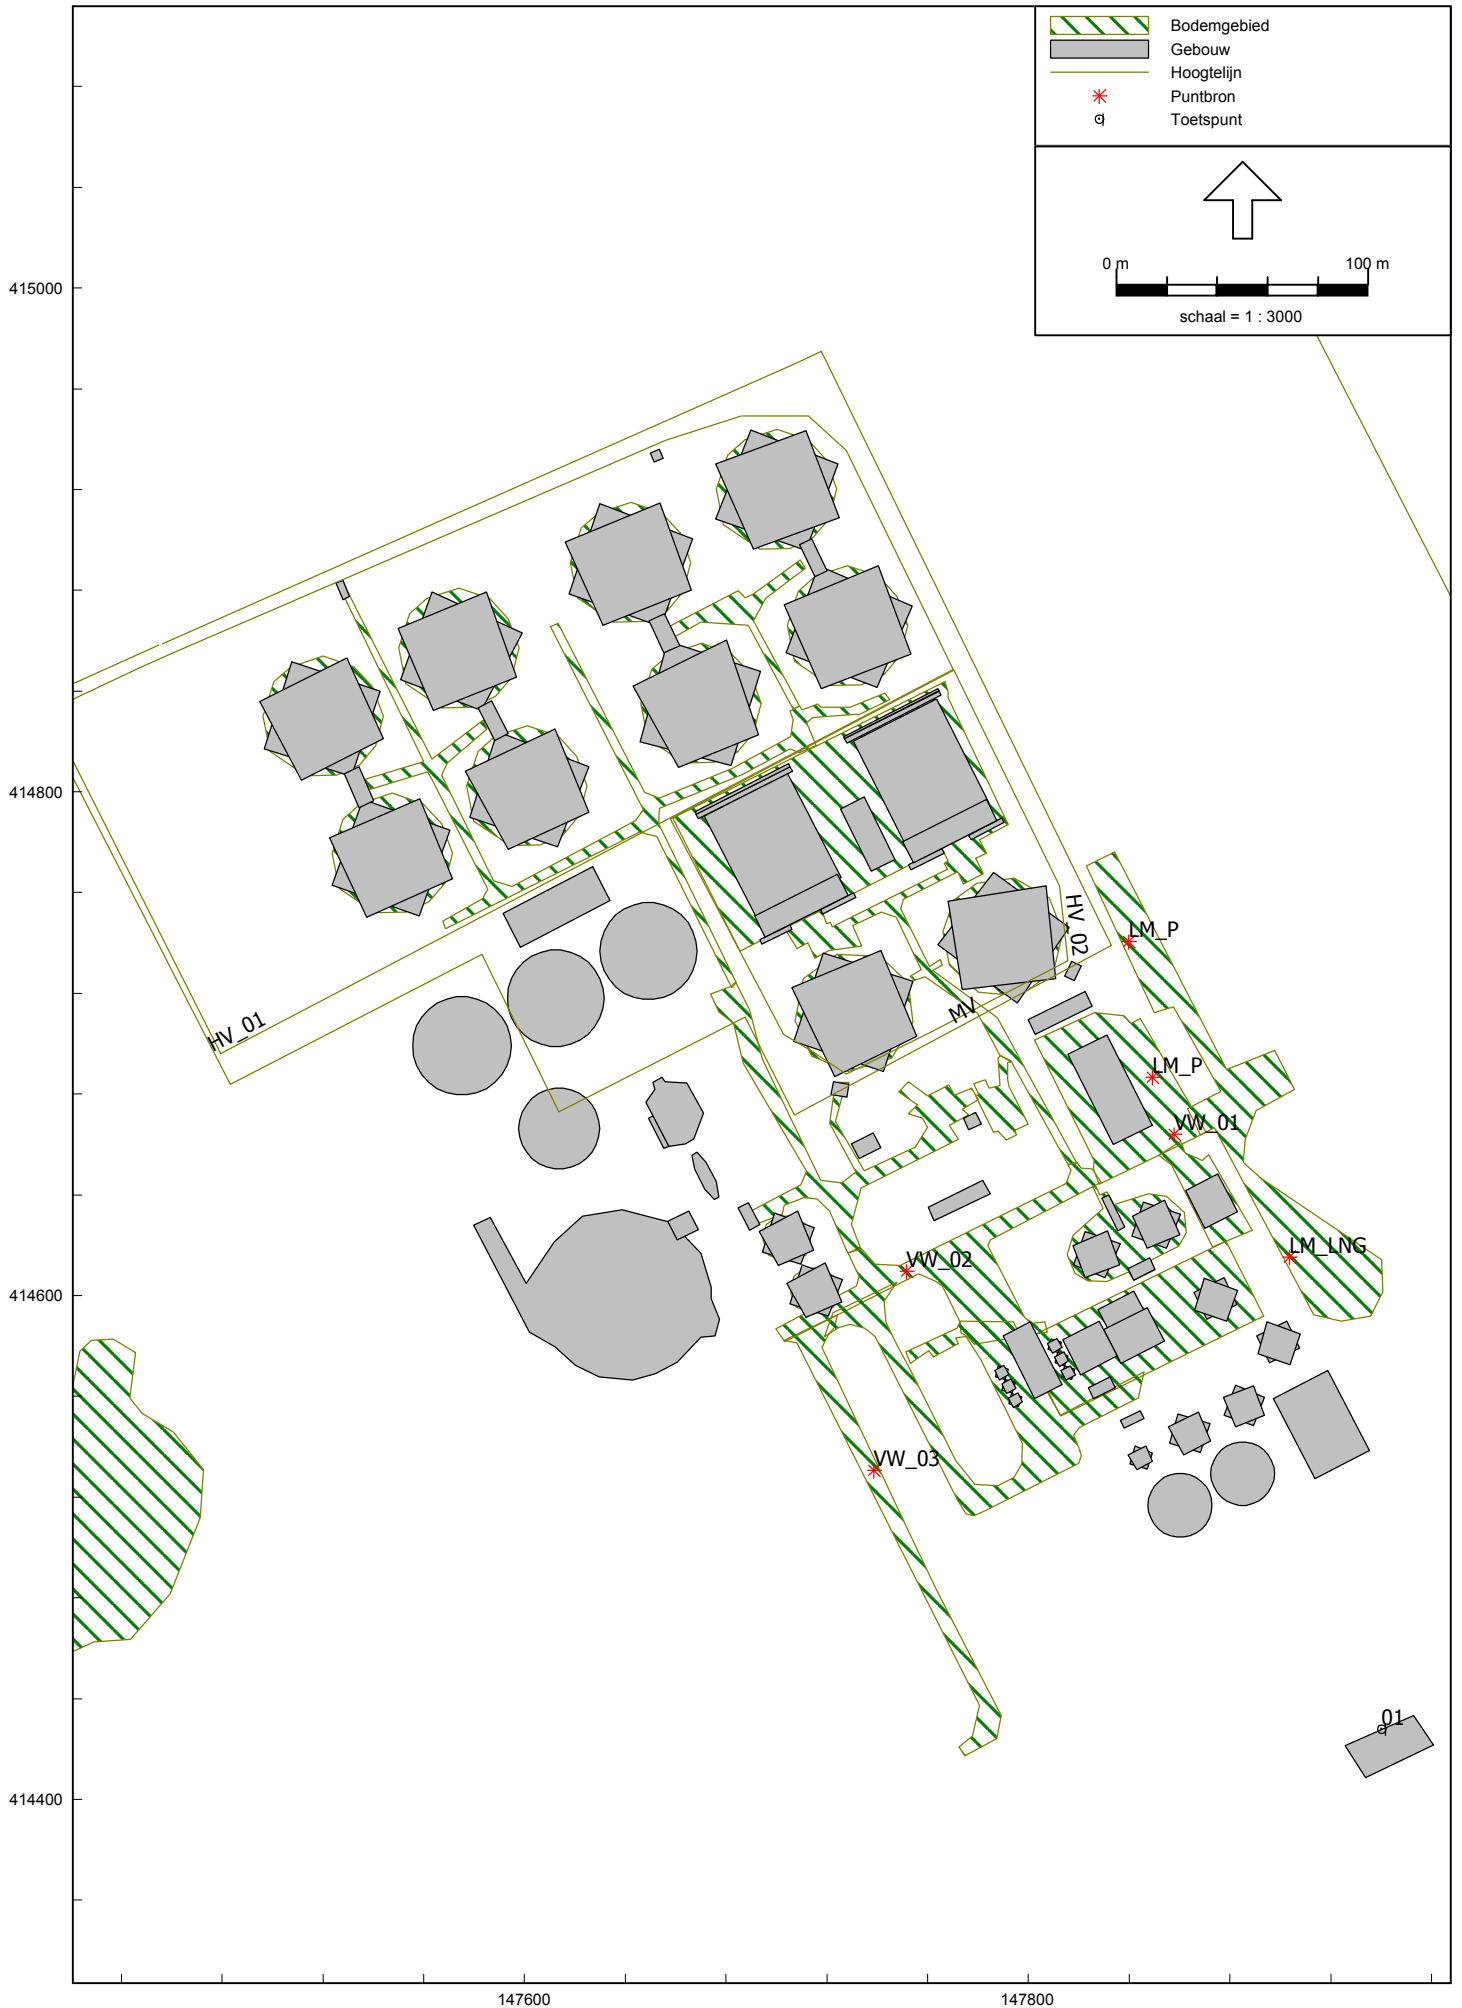 Bodemgebied
Gebouw
Hoogtelijn
Puntbron
Toetspunt
0 m 100 m
schaal = 1 : 3000
415000
414800
HV_02
LM_P
MV
HV_01
LM_P
VW_01
LM_LNG
VW_02
414600
VW_03
01
414400
147600 147800